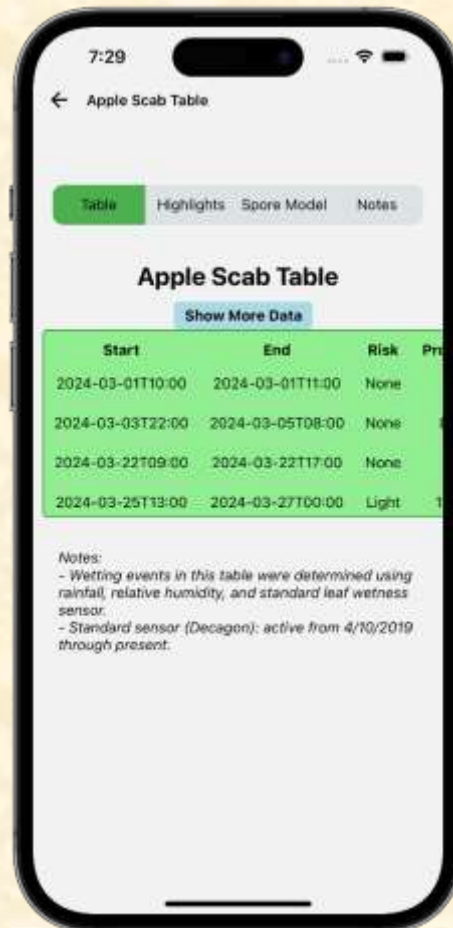 7:29
← Apple Scab Table
Table Highlights Spore Model Notes
Apple Scab Table
Show More Data
Start End Risk
2024-03-01T10:00 2024-03-01T11:00 None
2024-03-03T22:00 2024-03-05T08:00 None
2024-03-22T09:00 2024-03-22T17:00 None
2024-03-25T13:00 2024-03-27T00:00 Light
Notes:
- Wetting events in this table were determined using
rainfall, relative humidity, and standard leaf wetness
sensor.
- Standard sensor (Decagon): active from 4/10/2019
through present.